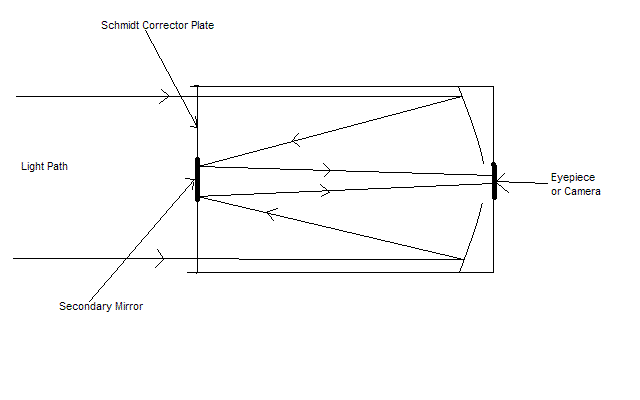 Schmidt Corrector Plate
Light Path
Eyepiece
or Camera
Secondary Mirror